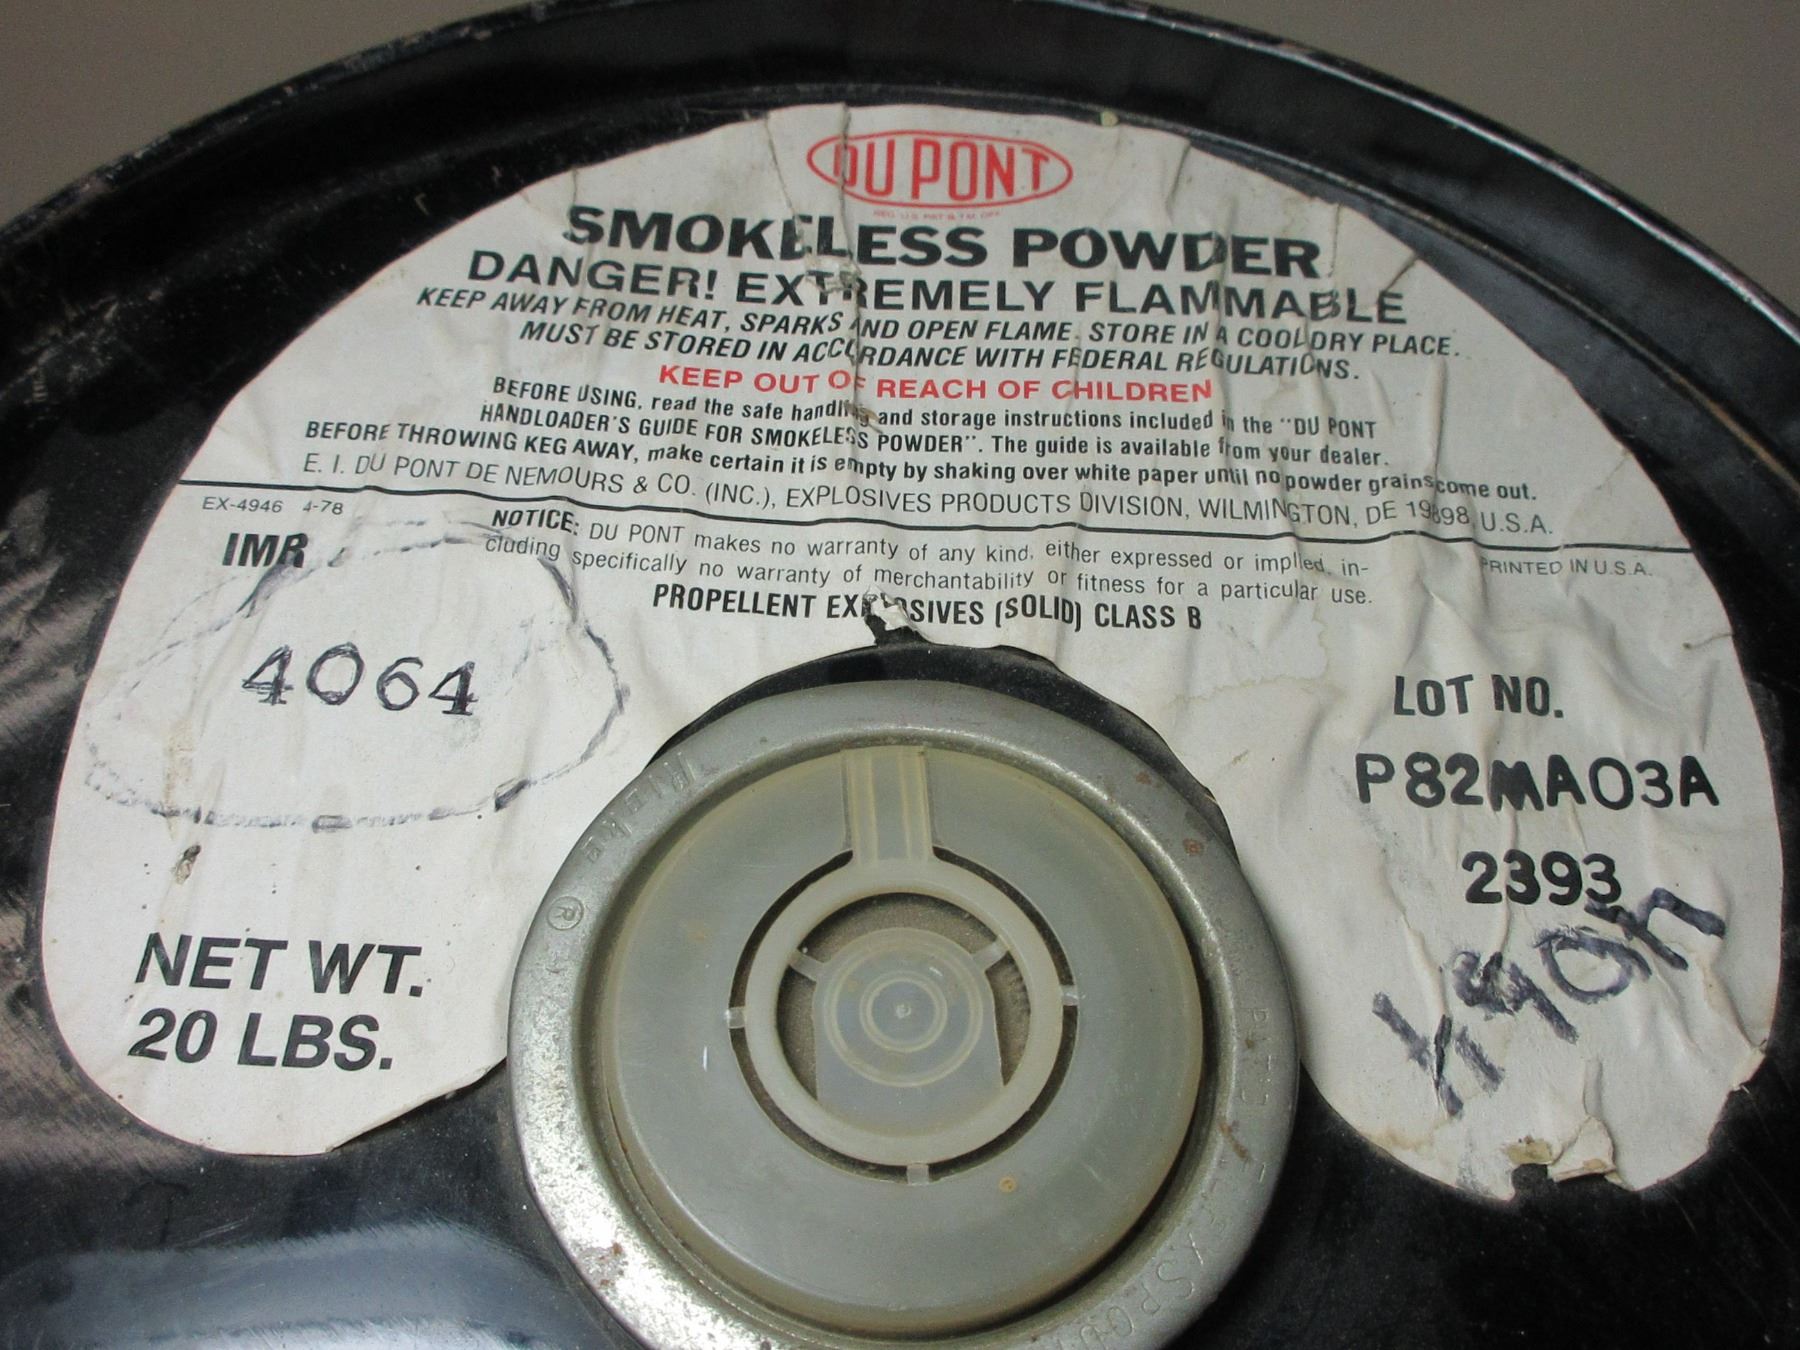 DU PONT
REG. U.S. PAT & T.M. OFF.
SMOKELESS POWDER
DANGER! EXTREMELY FLAMMABLE
KEEP AWAY FROM HEAT, SPARKS AND OPEN FLAME. STORE IN A COOL DRY PLACE.
MUST BE STORED IN ACCORDANCE WITH FEDERAL REGULATIONS.
KEEP OUT OF REACH OF CHILDREN
BEFORE USING, read the safe handling and storage instructions included in the "DU PONT
HANDLOADER'S GUIDE FOR SMOKELESS POWDER". The guide is available from your dealer.
BEFORE THROWING KEG AWAY, make certain it is empty by shaking over white paper until no powder grains come out.
E. I. DU PONT DE NEMOURS & CO. (INC.), EXPLOSIVES PRODUCTS DIVISION, WILMINGTON, DE 19898, U.S.A.
EX-4946 4-78
PRINTED IN U.S.A.
IMR
NOTICE: DU PONT makes no warranty of any kind, either expressed or implied, in-
cluding specifically no warranty of merchantability or fitness for a particular use.
PROPELLENT EXPLOSIVES (SOLID) CLASS B
4064
LOT NO.
P82MA03A
2393
NET WT.
20 LBS.
RIEKE
®
FLEXSPOUT